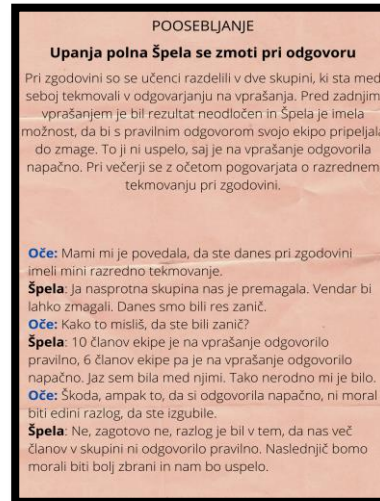 POOSEBLJANJE
Upanja polna Špela se zmoti pri odgovoru
Pri zgodovini so se učenci razdelili v dve skupini, ki sta med
seboj tekmovali v odgovarjanju na vprašanja. Pred zadnjim
vprašanjem je bil rezultat neodločen in Špela je imela
možnost, da bi s pravilnim odgovorom svojo ekipo pripeljala
do zmage. To ji ni uspelo, saj je na vprašanje odgovorila
napačno. Pri večerji se z očetom pogovarjata o razrednem
tekmovanju pri zgodovini.
Oče: Mami mi je povedala, da ste danes pri zgodovini
imeli mini razredno tekmovanje.
Špela: Ja nasprotna skupina nas je premagala. Vendar bi
lahko zmagali. Danes smo bili res zanič.
Oče: Kako to misliš, da ste bili zanič?
Špela: 10 članov ekipe je na vprašanje odgovorilo
pravilno, 6 članov ekipe pa je na vprašanje odgovorilo
napačno. Jaz sem bila med njimi. Tako nerodno mi je bilo.
Oče: Škoda, ampak to, da si odgovorila napačno, ni moral
biti edini razlog, da ste izgubile.
Špela: Ne, zagotovo ne, razlog je bil v tem, da nas več
članov v skupini ni odgovorilo pravilno. Naslednjič bomo
morali biti bolj zbrani in nam bo uspelo.